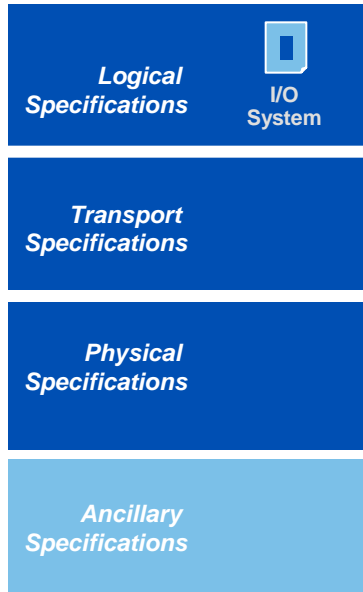 Logical
Specifications
I/O
System
Transport
Specifications
Physical
Specifications
Ancillary
Specifications